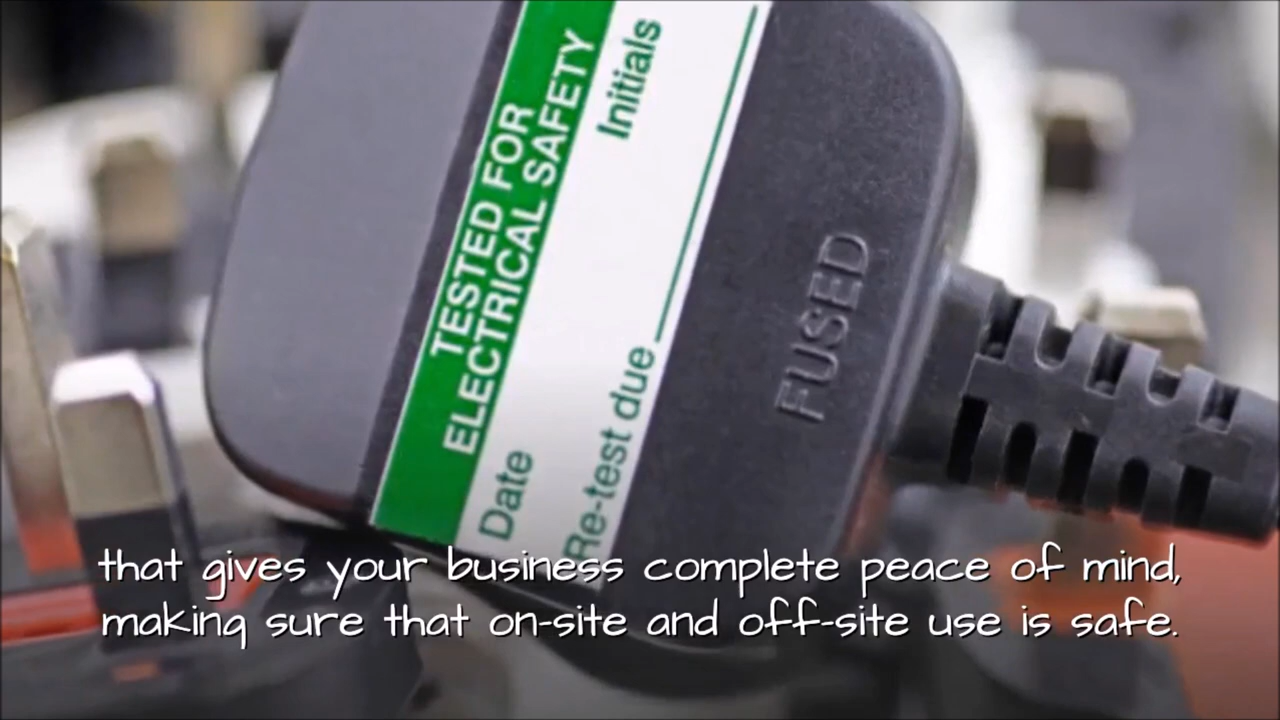 TESTED FOR
ELECTRICAL SAFETY
Initials
Date
Re-test due
FUSED
that gives your business complete peace of mind,
making sure that on-site and off-site use is safe.